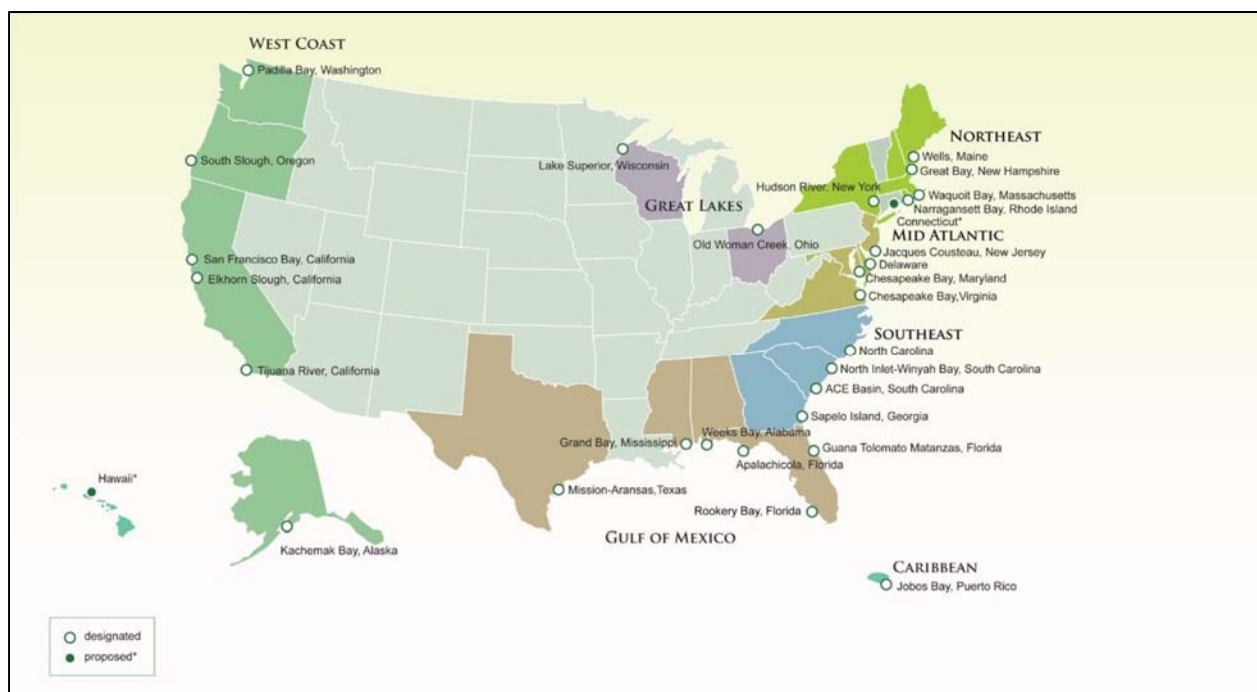 WEST COAST
Padilla Bay, Washington
South Slough, Oregon
San Francisco Bay, California
Elkhorn Slough, California
Tijuana River, California
Lake Superior, Wisconsin
GREAT LAKES
Old Woman Creek, Ohio
NORTHEAST
Wells, Maine
Great Bay, New Hampshire
Hudson River, New York
Waquoit Bay, Massachusetts
Narragansett Bay, Rhode Island
Connecticut*
MID ATLANTIC
Jacques Cousteau, New Jersey
Delaware
Chesapeake Bay, Maryland
Chesapeake Bay,Virginia
SOUTHEAST
North Carolina
North Inlet-Winyah Bay, South Carolina
ACE Basin, South Carolina
Sapelo Island, Georgia
Weeks Bay, Alabama
Grand Bay, Mississippi
Guana Tolomato Matanzas, Florida
Apalachicola, Florida
Mission-Aransas,Texas
Rookery Bay, Florida
GULF OF MEXICO
Hawaii*
Kachemak Bay, Alaska
CARIBBEAN
Jobos Bay, Puerto Rico
designated
proposed*